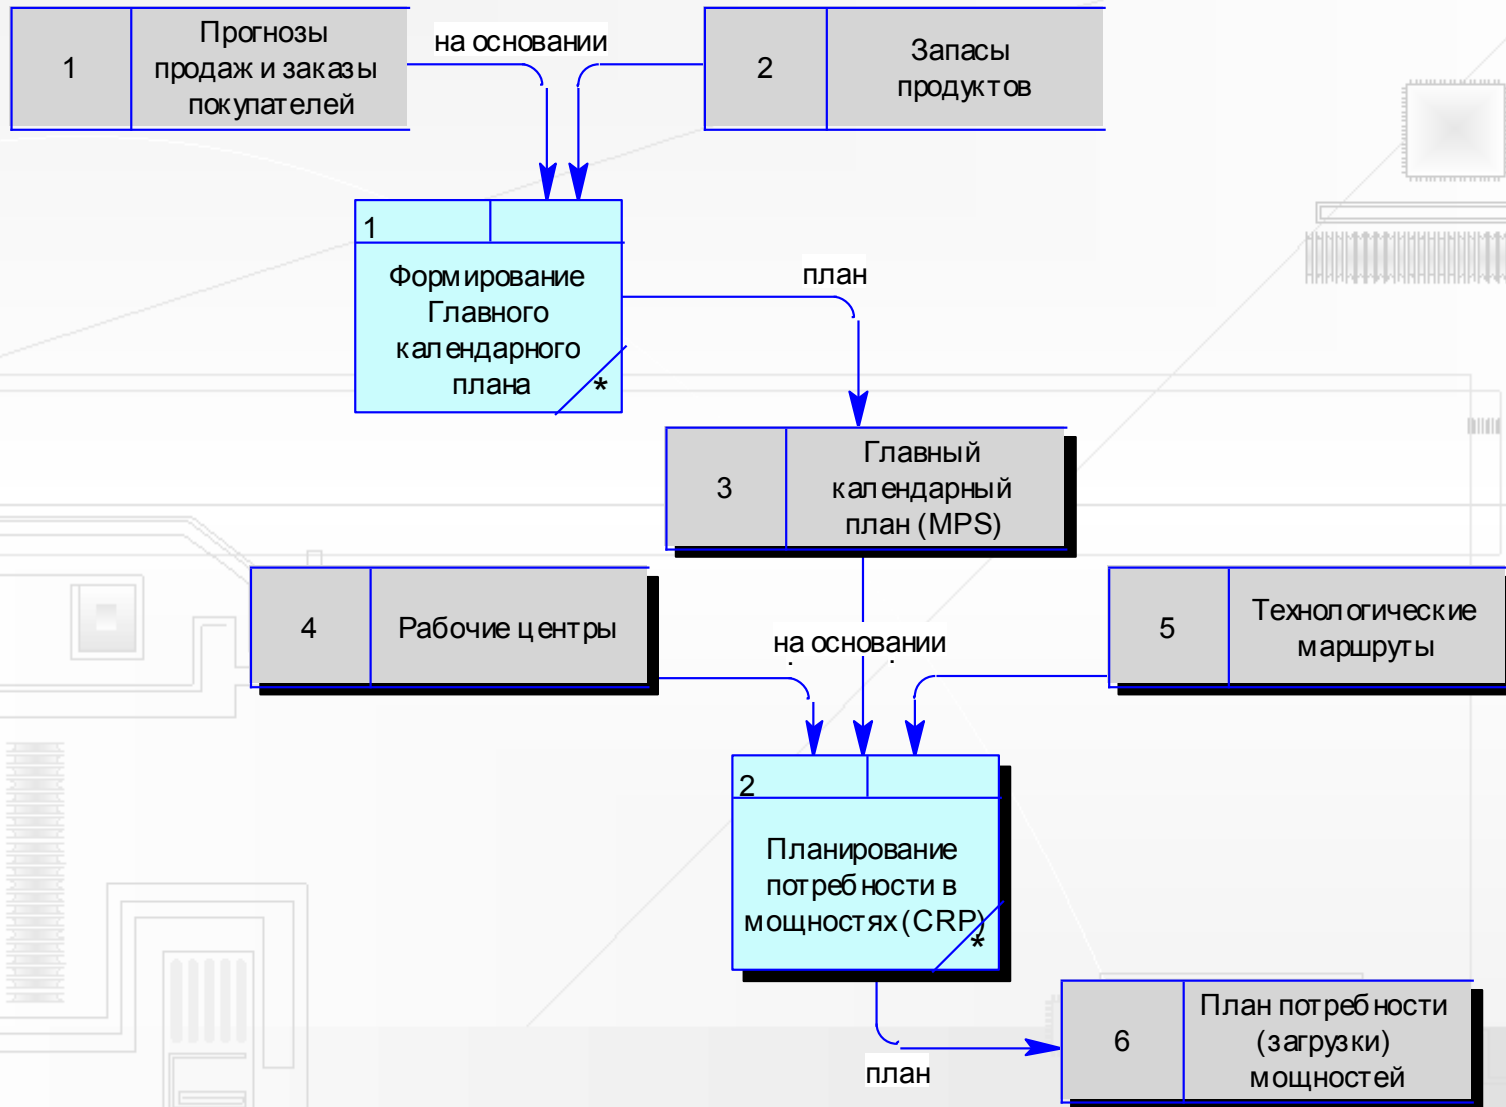 1
Прогнозы
продаж и заказы
покупателей
на основании
2
Запасы
продуктов
1
Формирование
Главного
календарного
плана
*
план
3
Главный
календарный
план (MPS)
4
Рабочие центры
на основании
5
Технологические
маршруты
2
Планирование
потребности в
мощностях (CRP)
*
план
6
План потребности
(загрузки)
мощностей